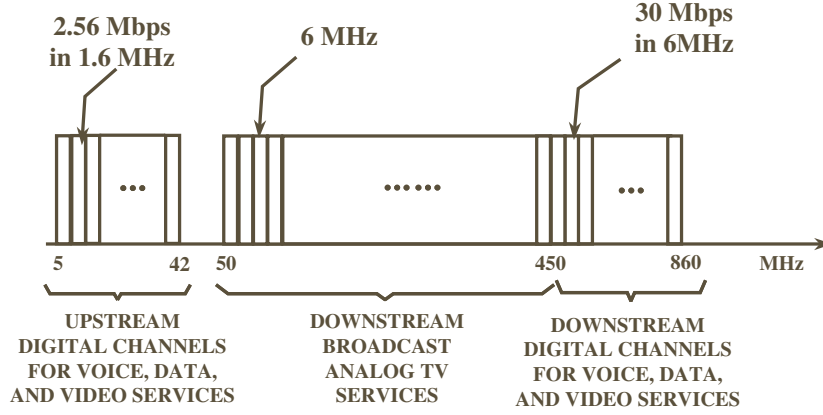 2.56 Mbps
in 1.6 MHz
6 MHz
30 Mbps
in 6MHz
5
42
50
450
860
MHz
UPSTREAM
DIGITAL CHANNELS
FOR VOICE, DATA,
AND VIDEO SERVICES
DOWNSTREAM
BROADCAST
ANALOG TV
SERVICES
DOWNSTREAM
DIGITAL CHANNELS
FOR VOICE, DATA,
AND VIDEO SERVICES